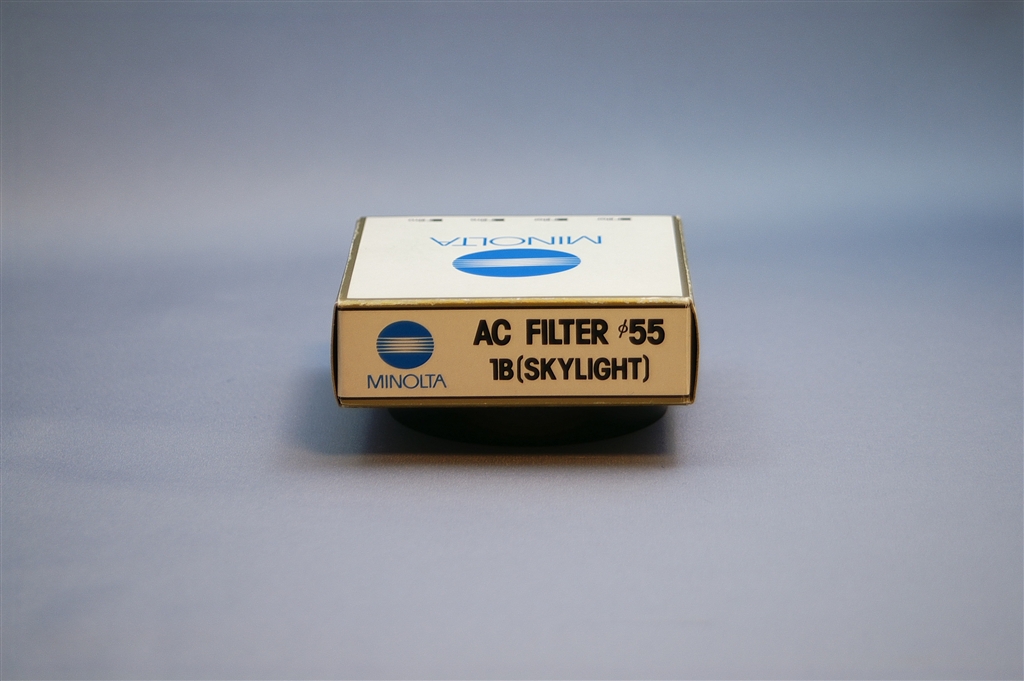 MINOLTA
MINOLTA
AC FILTER ϕ55
1B(SKYLIGHT)